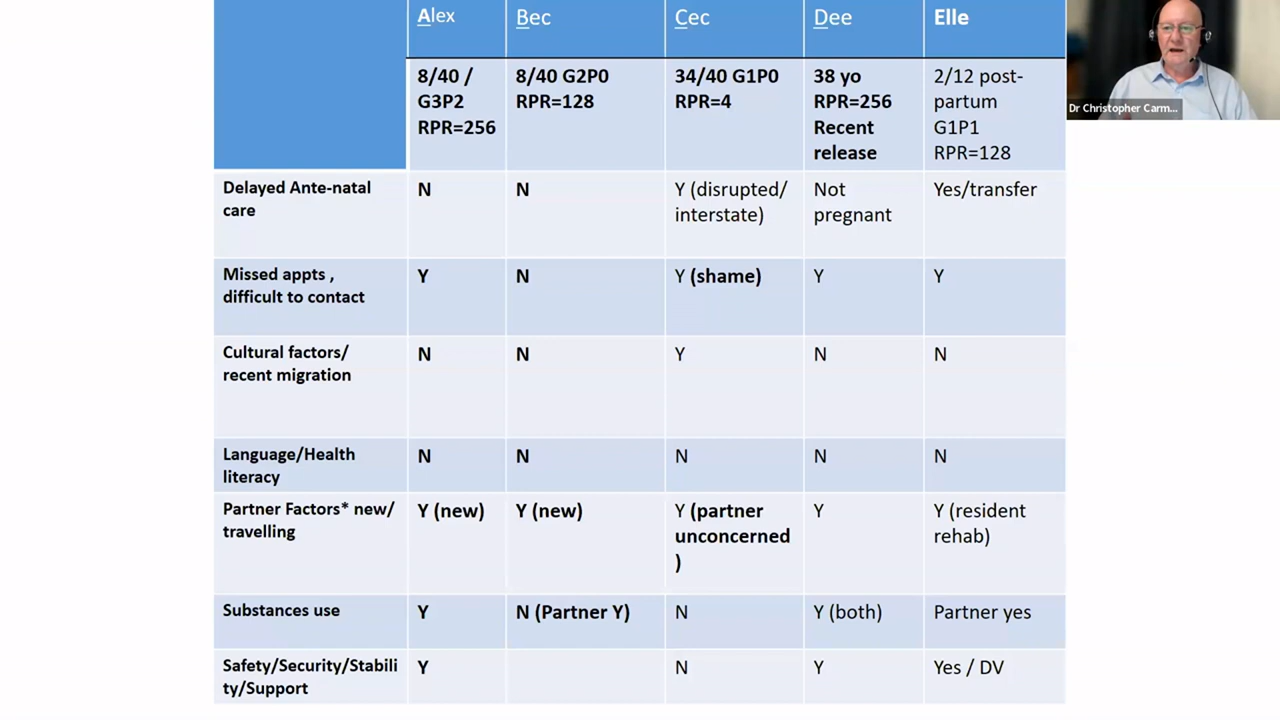 Alex
Bec
Cec
Dee
Elle
8/40 /
G3P2
RPR=256
8/40 G2P0
RPR=128
34/40 G1P0
RPR=4
38 yo
RPR=256
Recent
release
2/12 post-
partum
G1P1
RPR=128
Delayed Ante-natal
care
N
N
Y (disrupted/
interstate)
Not
pregnant
Yes/transfer
Missed appts ,
difficult to contact
Y
N
Y (shame)
Y
Y
Cultural factors/
recent migration
N
N
Y
N
N
Language/Health
literacy
N
N
N
N
N
Partner Factors* new/
travelling
Y (new)
Y (new)
Y (partner
unconcerned
)
Y
Y (resident
rehab)
Substances use
Y
N (Partner Y)
N
Y (both)
Partner yes
Safety/Security/Stabili
ty/Support
Y
N
Y
Yes / DV
Dr Christopher Carm...